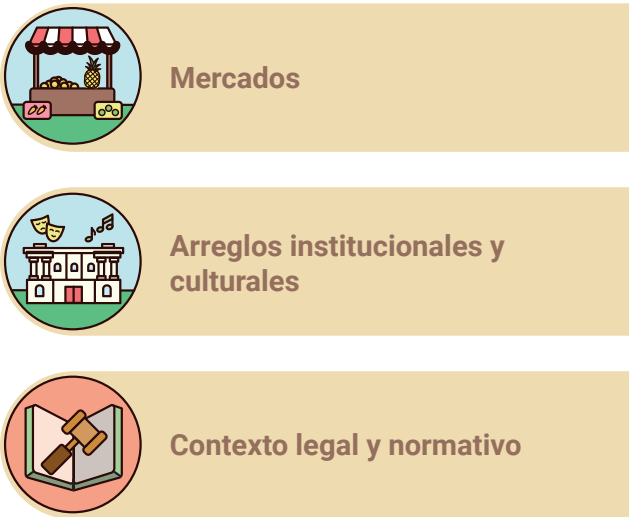 Mercados
Arreglos institucionales y
culturales
Contexto legal y normativo